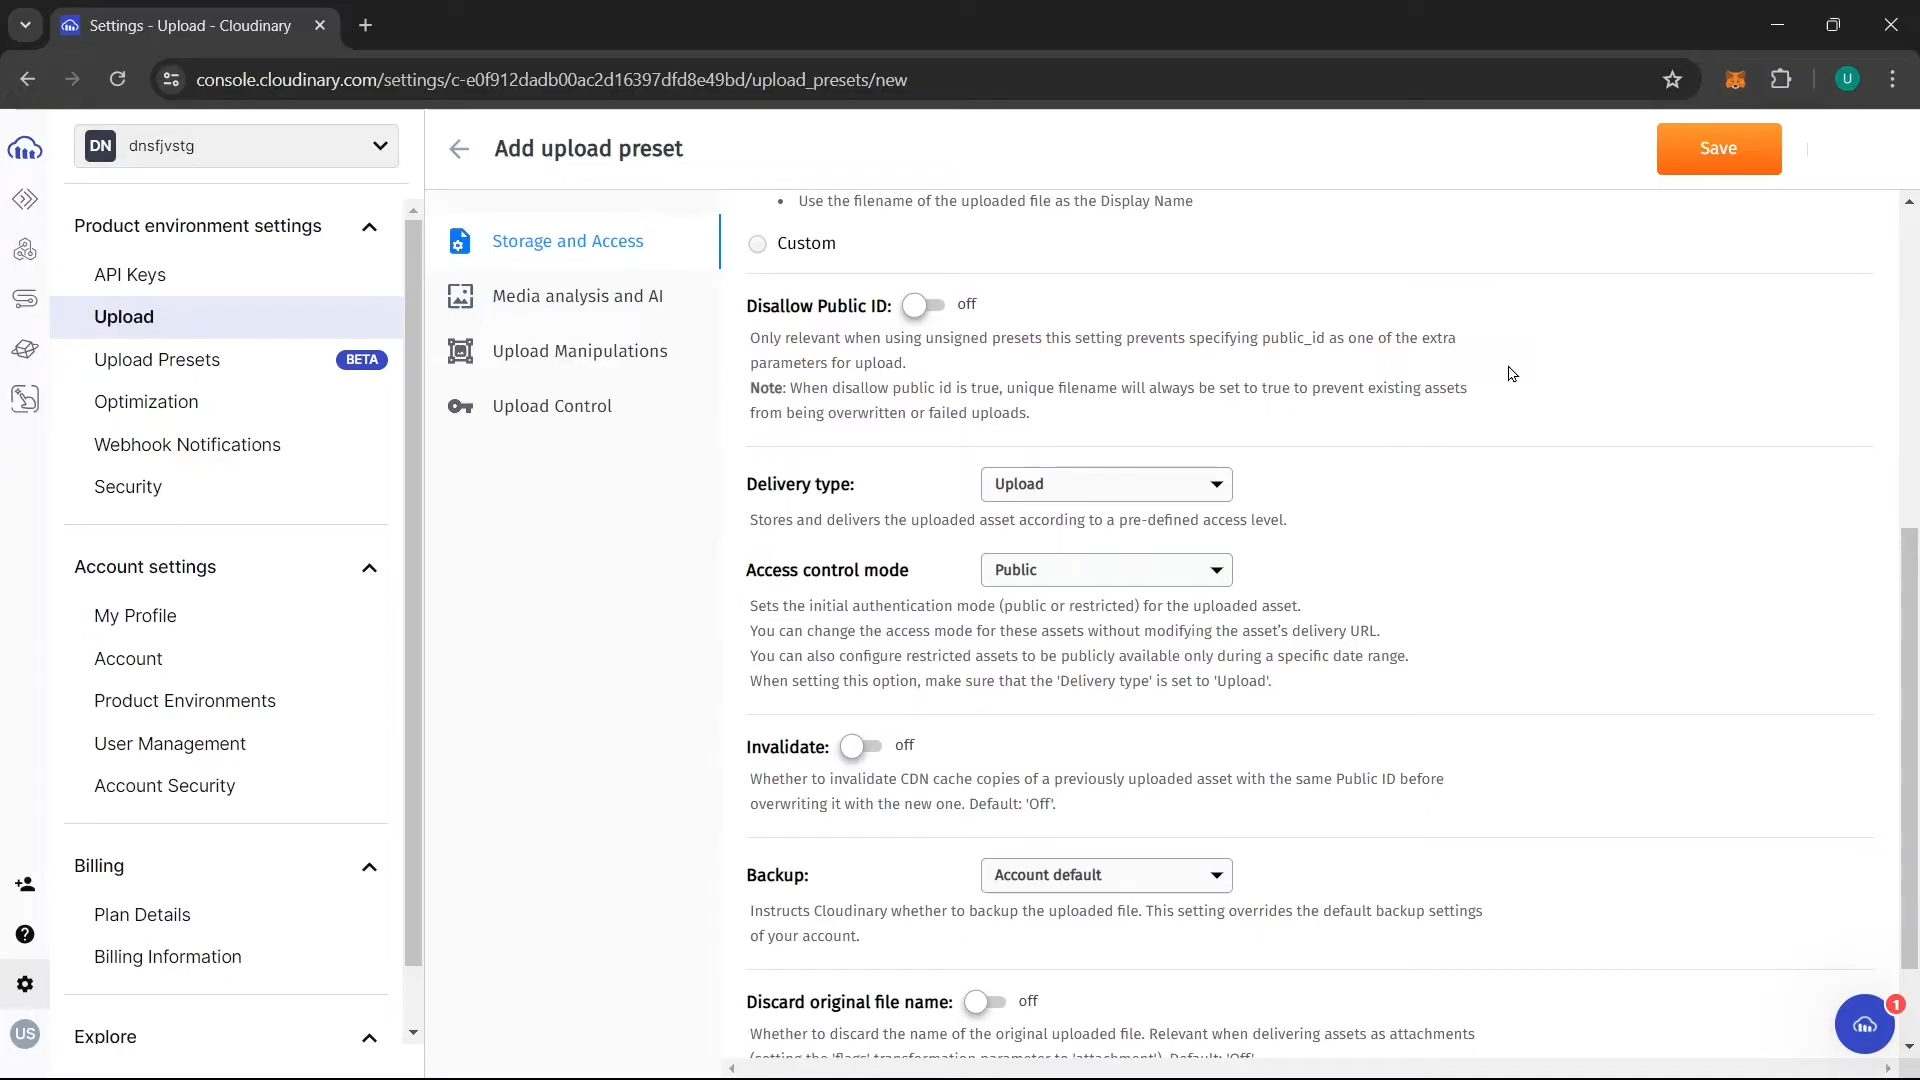 Settings - Upload - Cloudinary
console.cloudinary.com/settings/c-e0f912dadb00ac2d16397dfd8e49bd/upload_presets/new
U
DN dnsfjvstg
Add upload preset
Save
Product environment settings
API Keys
Upload
Upload Presets BETA
Optimization
Webhook Notifications
Security
Account settings
My Profile
Account
Product Environments
User Management
Account Security
Billing
Plan Details
Billing Information
Explore
US
Storage and Access
Media analysis and AI
Upload Manipulations
Upload Control
• Use the filename of the uploaded file as the Display Name
Custom
Disallow Public ID: off
Only relevant when using unsigned presets this setting prevents specifying public_id as one of the extra
parameters for upload.
Note: When disallow public id is true, unique filename will always be set to true to prevent existing assets
from being overwritten or failed uploads.
Delivery type: Upload
Stores and delivers the uploaded asset according to a pre-defined access level.
Access control mode Public
Sets the initial authentication mode (public or restricted) for the uploaded asset.
You can change the access mode for these assets without modifying the asset's delivery URL.
You can also configure restricted assets to be publicly available only during a specific date range.
When setting this option, make sure that the 'Delivery type' is set to 'Upload'.
Invalidate: off
Whether to invalidate CDN cache copies of a previously uploaded asset with the same Public ID before
overwriting it with the new one. Default: 'Off'.
Backup: Account default
Instructs Cloudinary whether to backup the uploaded file. This setting overrides the default backup settings
of your account.
Discard original file name: off
Whether to discard the name of the original uploaded file. Relevant when delivering assets as attachments
(setting the 'flags' transformation parameter to 'attachment'). Default: 'Off'.
1